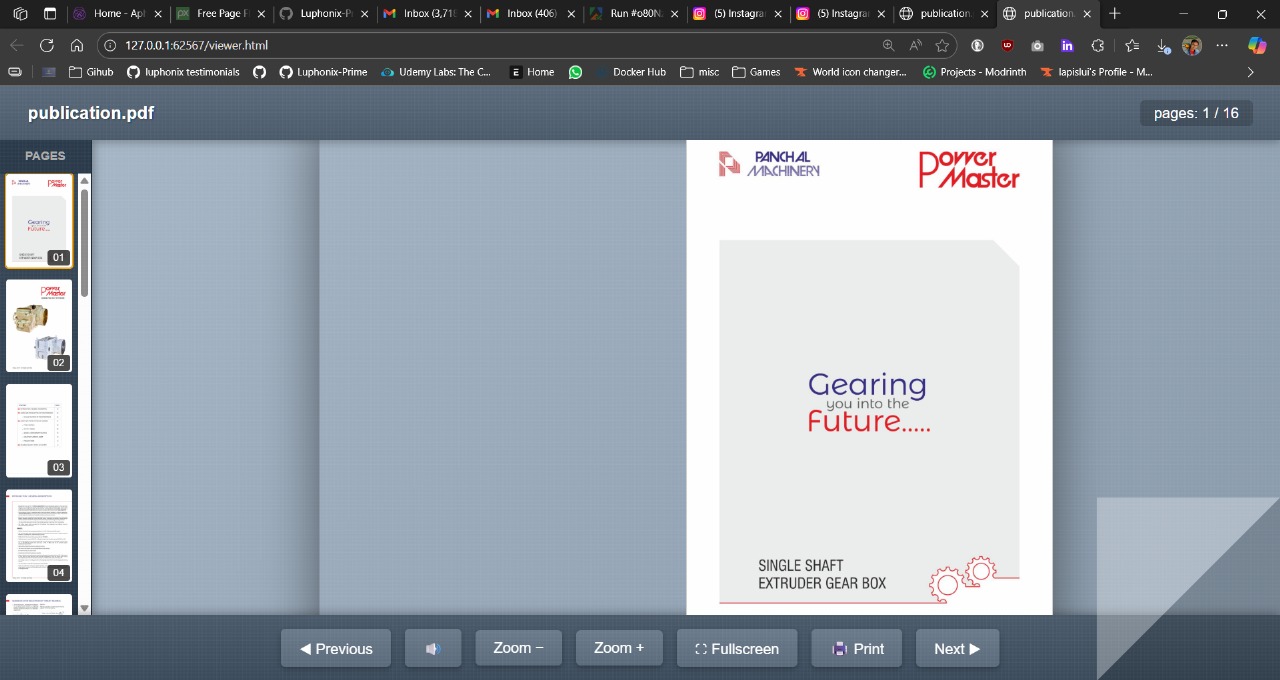 Home - Apl
Free Page Fl
Luphonix-Pr
Inbox (3,718
Inbox (406)
Run #o80N
(5) Instagra
(5) Instagra
publication.
publication.
127.0.0.1:62567/viewer.html
Gihub
luphonix testimonials
Luphonix-Prime
Udemy Labs: The C...
Home
Docker Hub
misc
Games
World icon changer...
Projects - Modrinth
lapislui's Profile - M...
publication.pdf
pages: 1 / 16
PAGES
01
02
03
04
PANCHAL
MACHINERY
Power
Master
Gearing
you into the
Future.....
SINGLE SHAFT
EXTRUDER GEAR BOX
Previous
Zoom −
Zoom +
Fullscreen
Print
Next